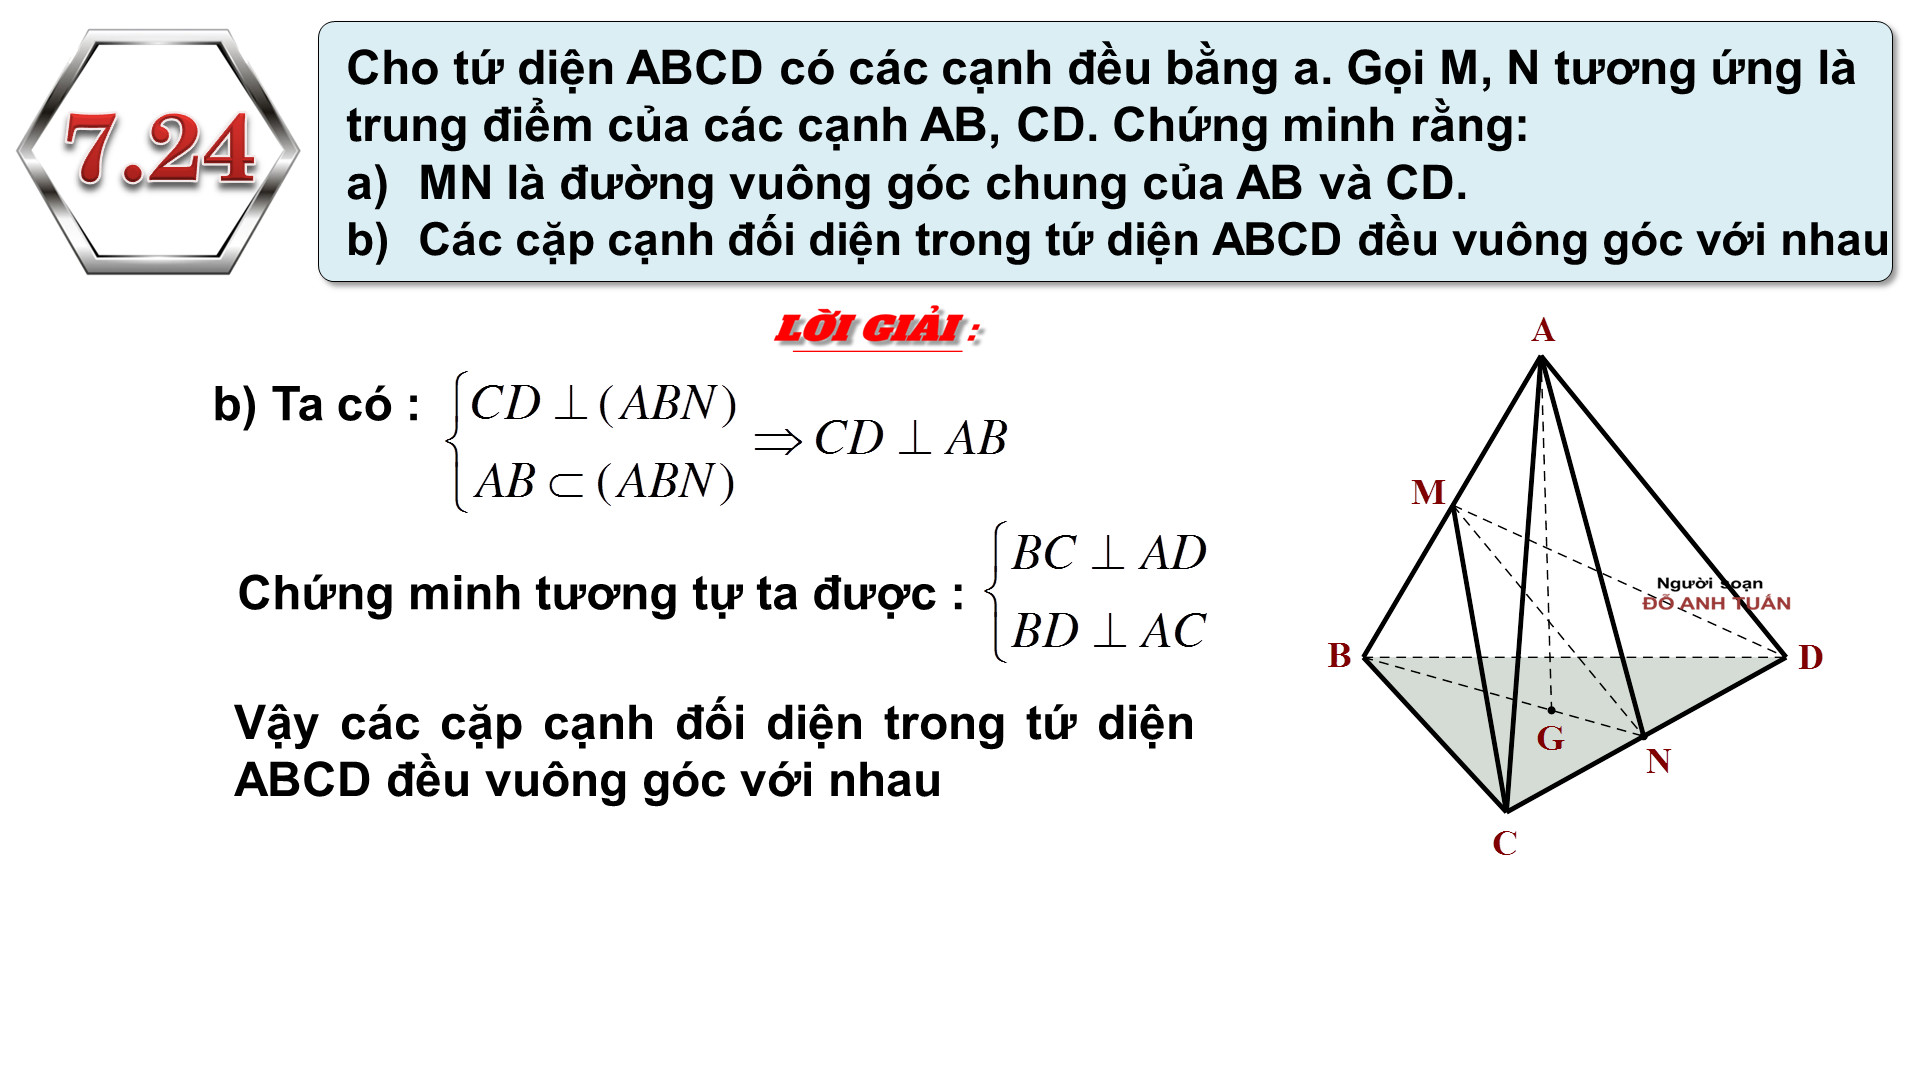 7.24
Cho tứ diện ABCD có các cạnh đều bằng a. Gọi M, N tương ứng là
trung điểm của các cạnh AB, CD. Chứng minh rằng:
a) MN là đường vuông góc chung của AB và CD.
b) Các cặp cạnh đối diện trong tứ diện ABCD đều vuông góc với nhau
LỜI GIẢI :
b) Ta có :
CD ⊥ (ABN)
AB ⊂ (ABN)
⇒ CD ⊥ AB
Chứng minh tương tự ta được :
BC ⊥ AD
BD ⊥ AC
Vậy các cặp cạnh đối diện trong tứ diện
ABCD đều vuông góc với nhau
A
M
Người soạn
ĐỖ ANH TUẤN
B
D
G
N
C